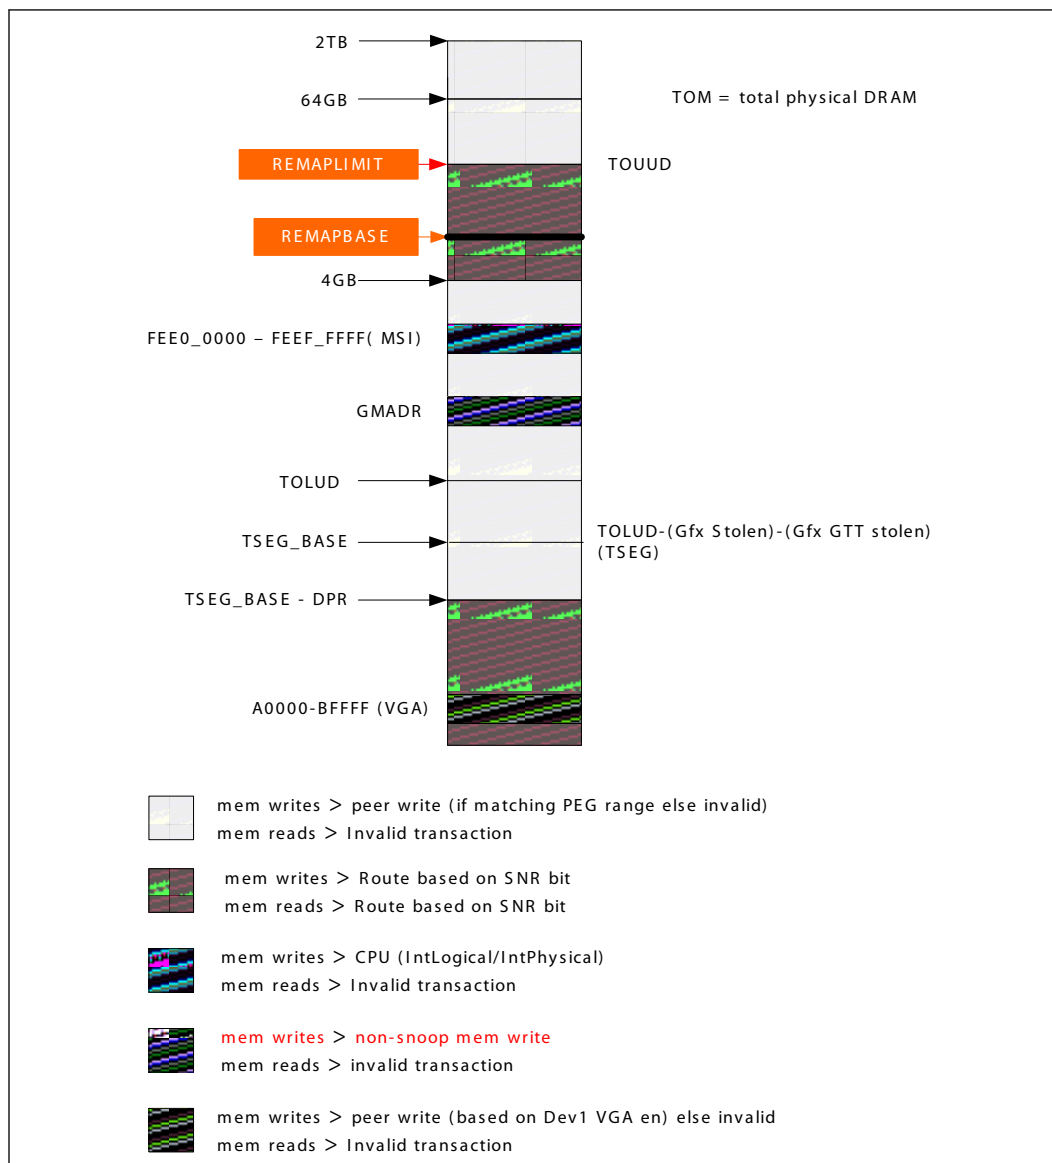 2TB
64GB
TOM = total physical DRAM
REMAPLIMIT
TOUUD
REMAPBASE
4GB
FEE0_0000 – FEEF_FFFF( MSI)
GMADR
TOLUD
TSEG_BASE
TOLUD-(Gfx Stolen)-(Gfx GTT stolen)
(TSEG)
TSEG_BASE - DPR
A0000-BFFFF (VGA)
mem writes > peer write (if matching PEG range else invalid)
mem reads > Invalid transaction
mem writes > Route based on SNR bit
mem reads > Route based on SNR bit
mem writes > CPU (IntLogical/IntPhysical)
mem reads > Invalid transaction
mem writes > non-snoop mem write
mem reads > invalid transaction
mem writes > peer write (based on Dev1 VGA en) else invalid
mem reads > Invalid transaction